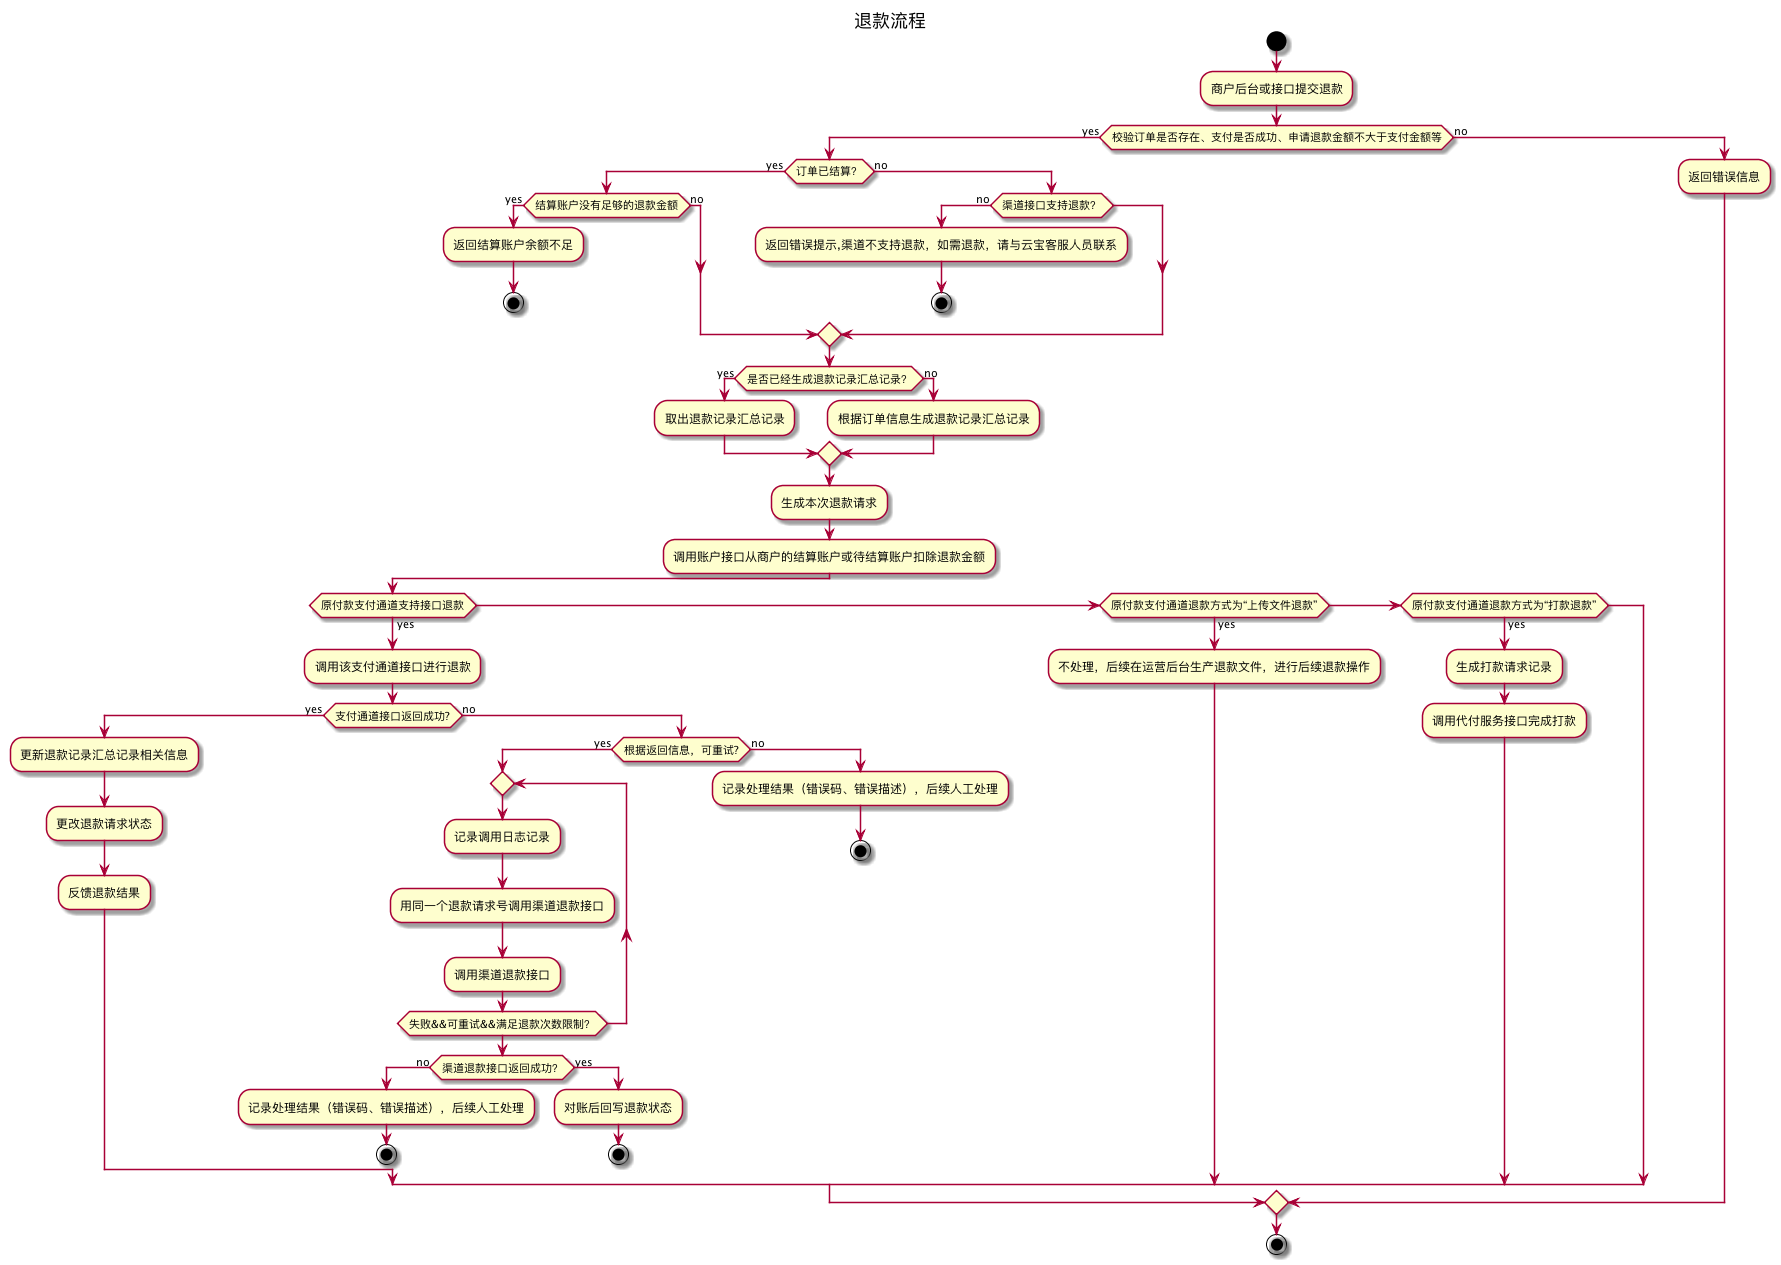 退款流程
商户后台或接口提交退款
yes
校验订单是否存在、支付是否成功、申请退款金额不大于支付金额等
no
yes
订单已结算？
no
返回错误信息
yes
结算账户没有足够的退款金额
no
no
渠道接口支持退款？
返回结算账户余额不足
返回错误提示,渠道不支持退款，如需退款，请与云宝客服人员联系
yes
是否已经生成退款记录汇总记录？
no
取出退款记录汇总记录
根据订单信息生成退款记录汇总记录
生成本次退款请求
调用账户接口从商户的结算账户或待结算账户扣除退款金额
原付款支付通道支持接口退款
原付款支付通道退款方式为“上传文件退款”
原付款支付通道退款方式为“打款退款”
yes
yes
yes
调用该支付通道接口进行退款
不处理，后续在运营后台生产退款文件，进行后续退款操作
生成打款请求记录
yes
支付通道接口返回成功?
no
调用代付服务接口完成打款
更新退款记录汇总记录相关信息
yes
根据返回信息，可重试?
no
记录处理结果（错误码、错误描述），后续人工处理
更改退款请求状态
记录调用日志记录
反馈退款结果
用同一个退款请求号调用渠道退款接口
调用渠道退款接口
失败&&可重试&&满足退款次数限制？
no
渠道退款接口返回成功？
yes
记录处理结果（错误码、错误描述），后续人工处理
对账后回写退款状态